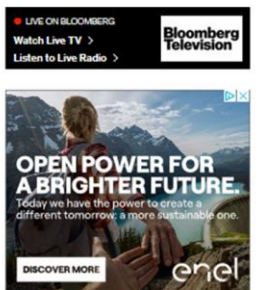 LIVE ON BLOOMBERG
Watch Live TV >
Listen to Live Radio >
Bloomberg
Television
OPEN POWER FOR
A BRIGHTER FUTURE.
Today we have the power to create a
different tomorrow: a more sustainable one.
DISCOVER MORE
enel